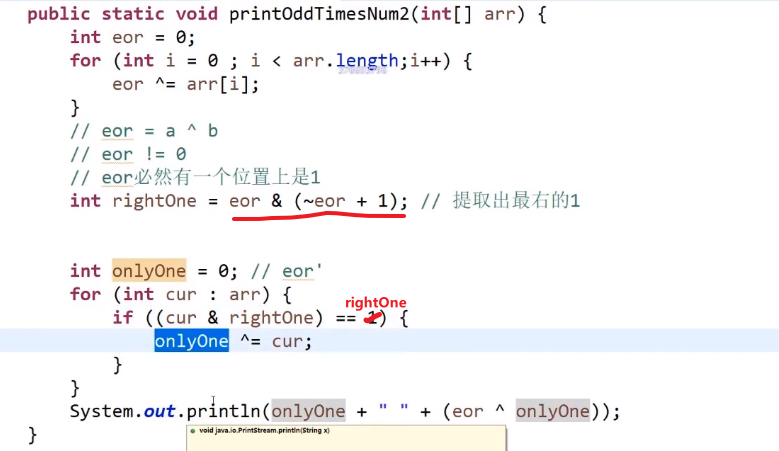 public static void printOddTimesNum2(int[] arr) {
int eor = 0;
for (int i = 0 ; i < arr.length;i++) {
eor ^= arr[i];
}
// eor = a ^ b
// eor != 0
// eor必然有一个位置上是1
int rightOne = eor & (~eor + 1); // 提取出最右的1
int onlyOne = 0; // eor'
for (int cur : arr) {
rightOne
if ((cur & rightOne) == 1) {
onlyOne ^= cur;
}
}
System.out.println(onlyOne + " " + (eor ^ onlyOne));
void java.io.PrintStream.println(String x)
}